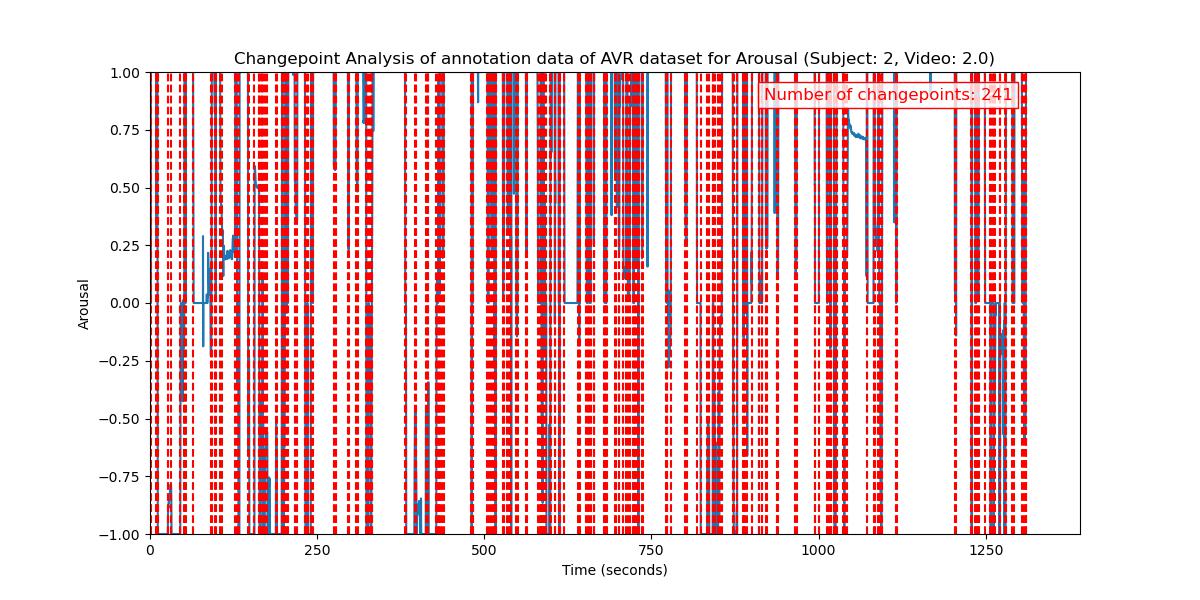 Changepoint Analysis of annotation data of AVR dataset for Arousal (Subject: 2, Video: 2.0)
Number of changepoints: 241
1.00
0.75
0.50
0.25
0.00
−0.25
−0.50
−0.75
−1.00
Arousal
0 250 500 750 1000 1250
Time (seconds)